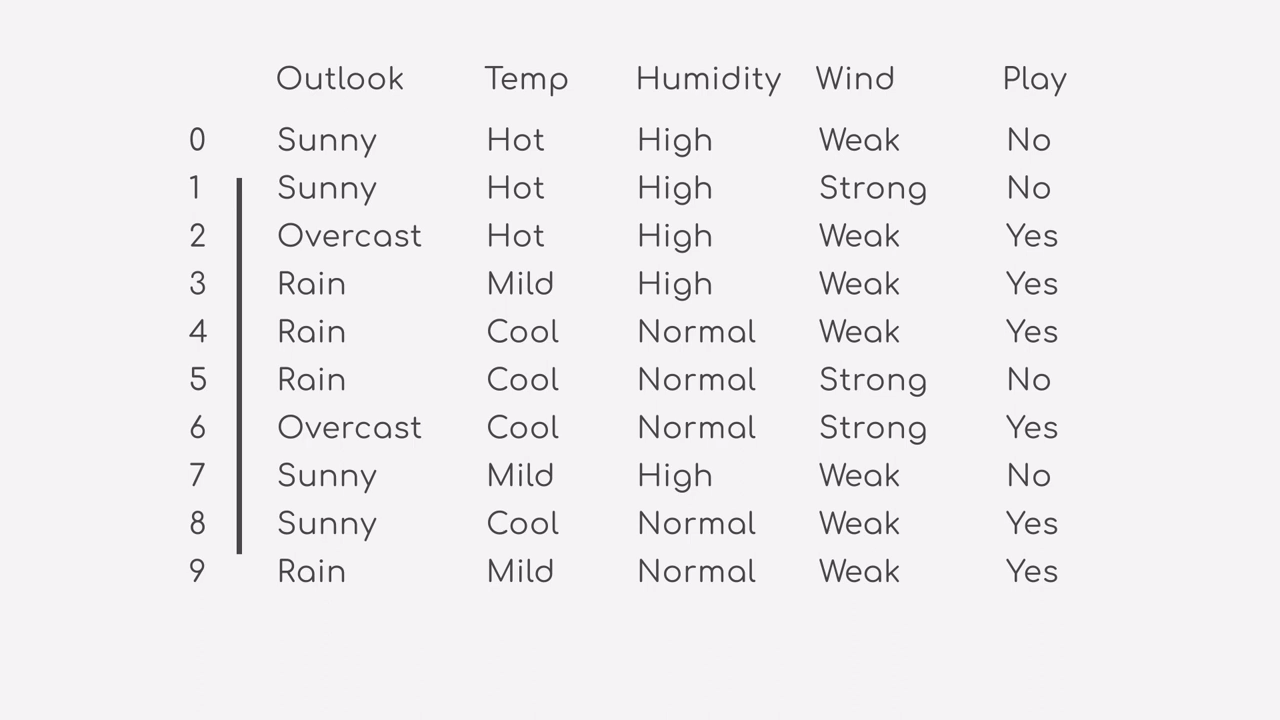 Outlook Temp Humidity Wind Play
0 Sunny Hot High Weak No
1 Sunny Hot High Strong No
2 Overcast Hot High Weak Yes
3 Rain Mild High Weak Yes
4 Rain Cool Normal Weak Yes
5 Rain Cool Normal Strong No
6 Overcast Cool Normal Strong Yes
7 Sunny Mild High Weak No
8 Sunny Cool Normal Weak Yes
9 Rain Mild Normal Weak Yes